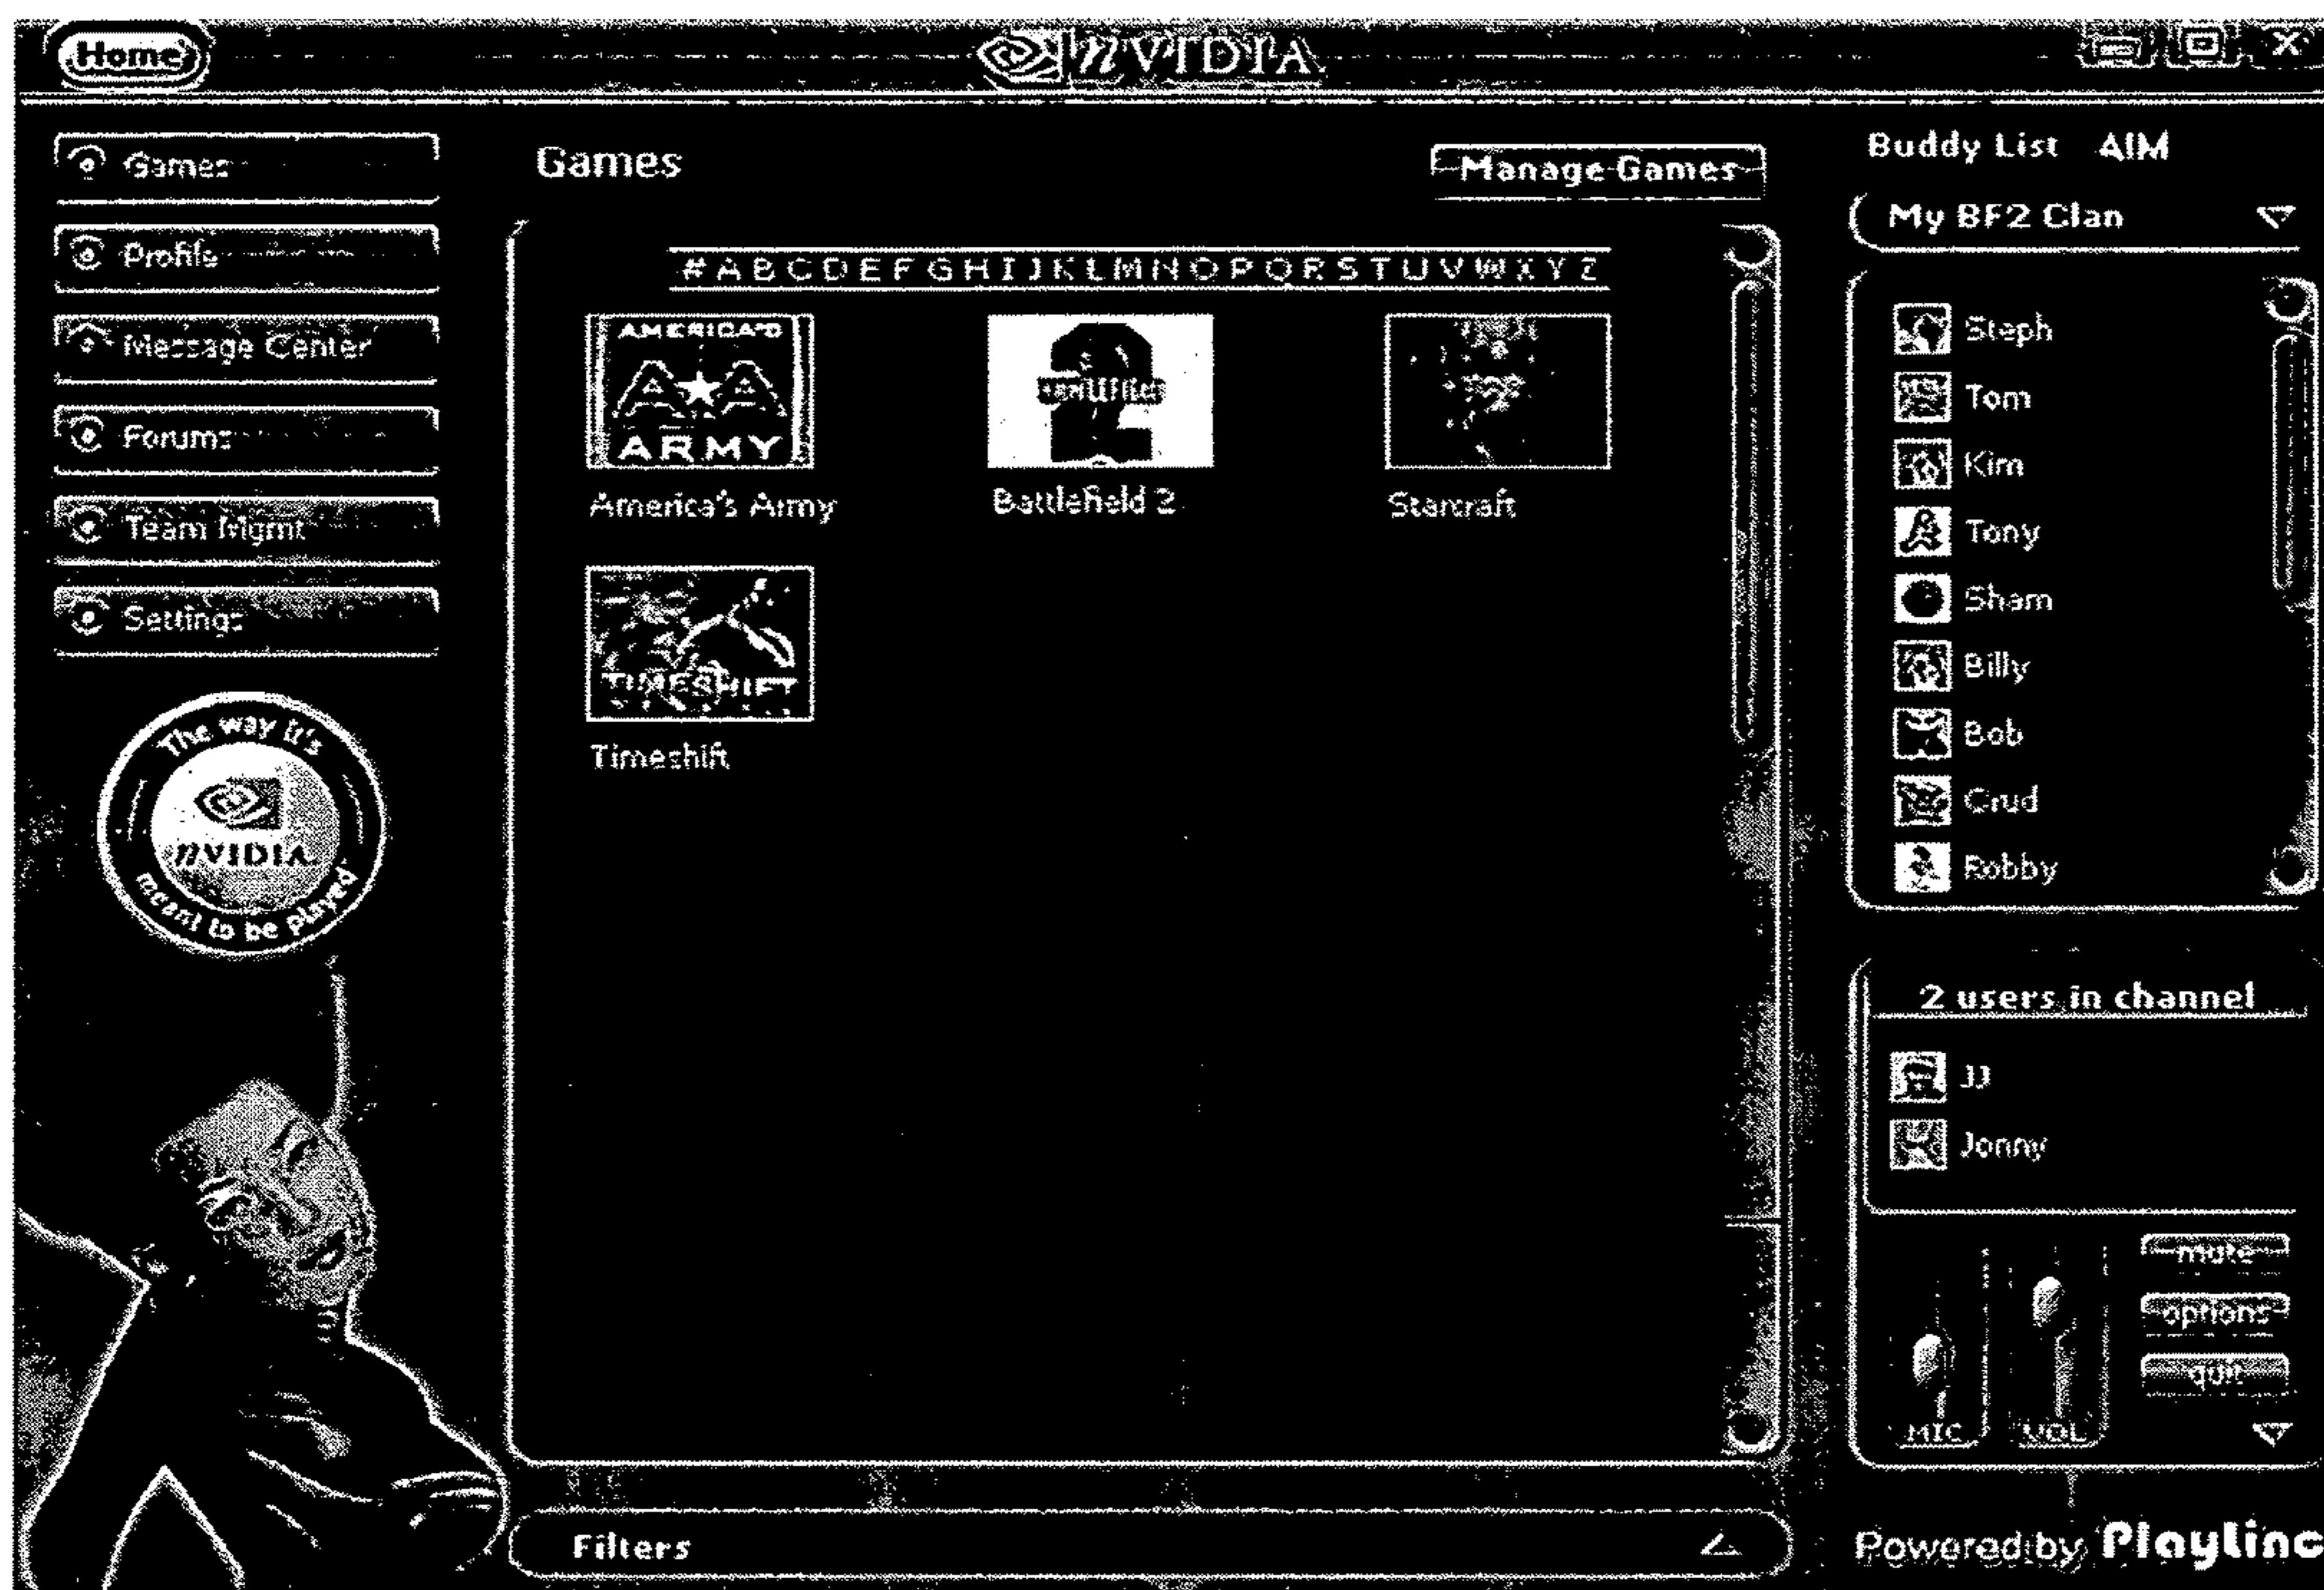 Home
nVIDIA
Games
Profile
Message Center
Forums
Team Mgmt
Settings
The way it's
nVIDIA
meant to be played
Games
Manage Games
# A B C D E F G H I J K L M N O P Q R S T U V W X Y Z
AMERICA'S
ARMY
America's Army
Battlefield 2
Starcraft
TIMESHIFT
Timeshift
Filters
Buddy List AIM
My BF2 Clan
Steph
Tom
Kim
Tony
Sham
Billy
Bob
Crud
Robby
2 users in channel
JJ
Jonny
mute
options
quit
MIC VOL
Powered by Playlinc